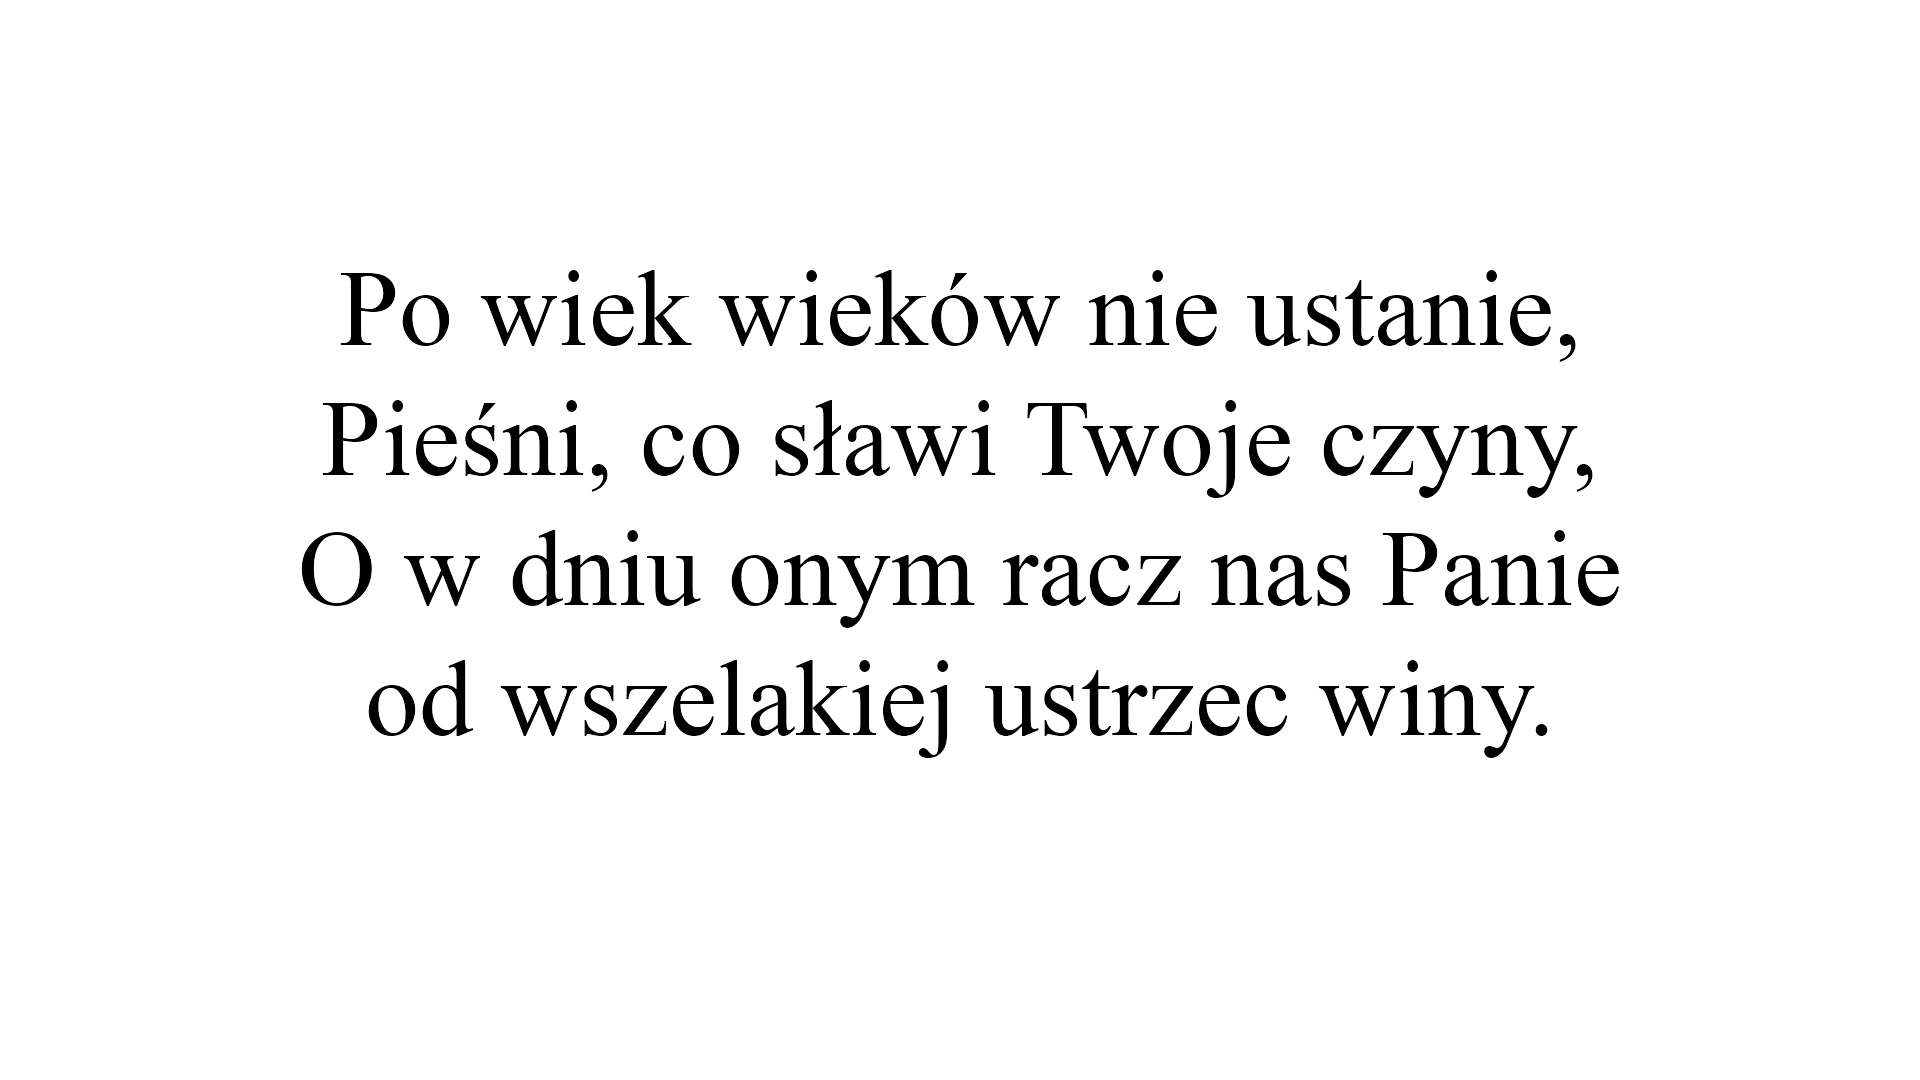 Po wiek wieków nie ustanie,
Pieśni, co sławi Twoje czyny,
O w dniu onym racz nas Panie
od wszelakiej ustrzec winy.